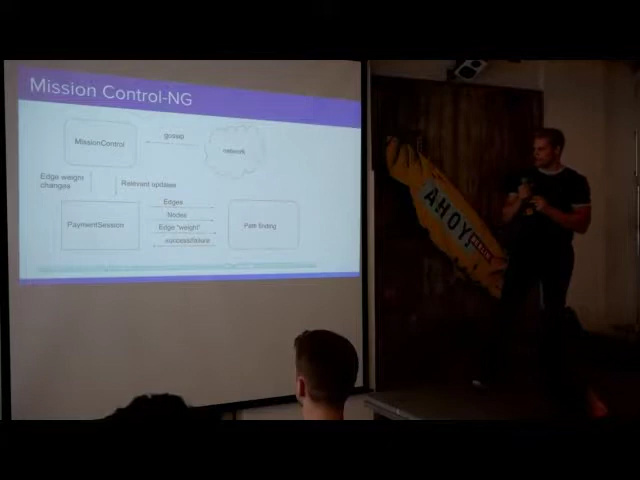 Mission Control-NG
MissionControl
gossip
network
Edge weight
changes
Relevant updates
PaymentSession
Edges
Nodes
Edge "weight"
success/failure
Path finding
AHOY!
BERLIN